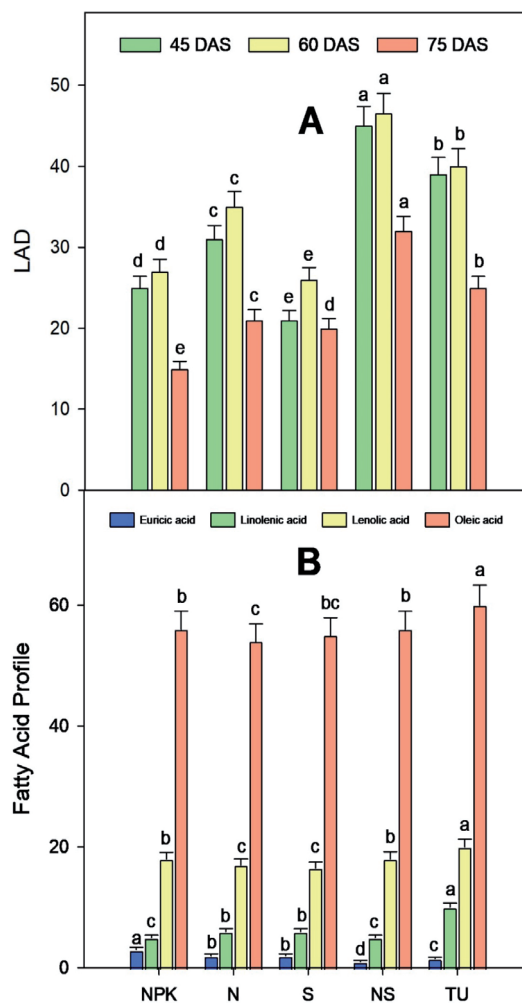 45 DAS 60 DAS 75 DAS
A
LAD
50
40
30
20
10
0
d d e
c c c
e e d
a a a
b b b
Euricic acid Linolenic acid Lenolic acid Oleic acid
B
Fatty Acid Profile
60
40
20
0
a c b b
b b c c
b b c bc
d c b b
c a a a
NPK N S NS TU